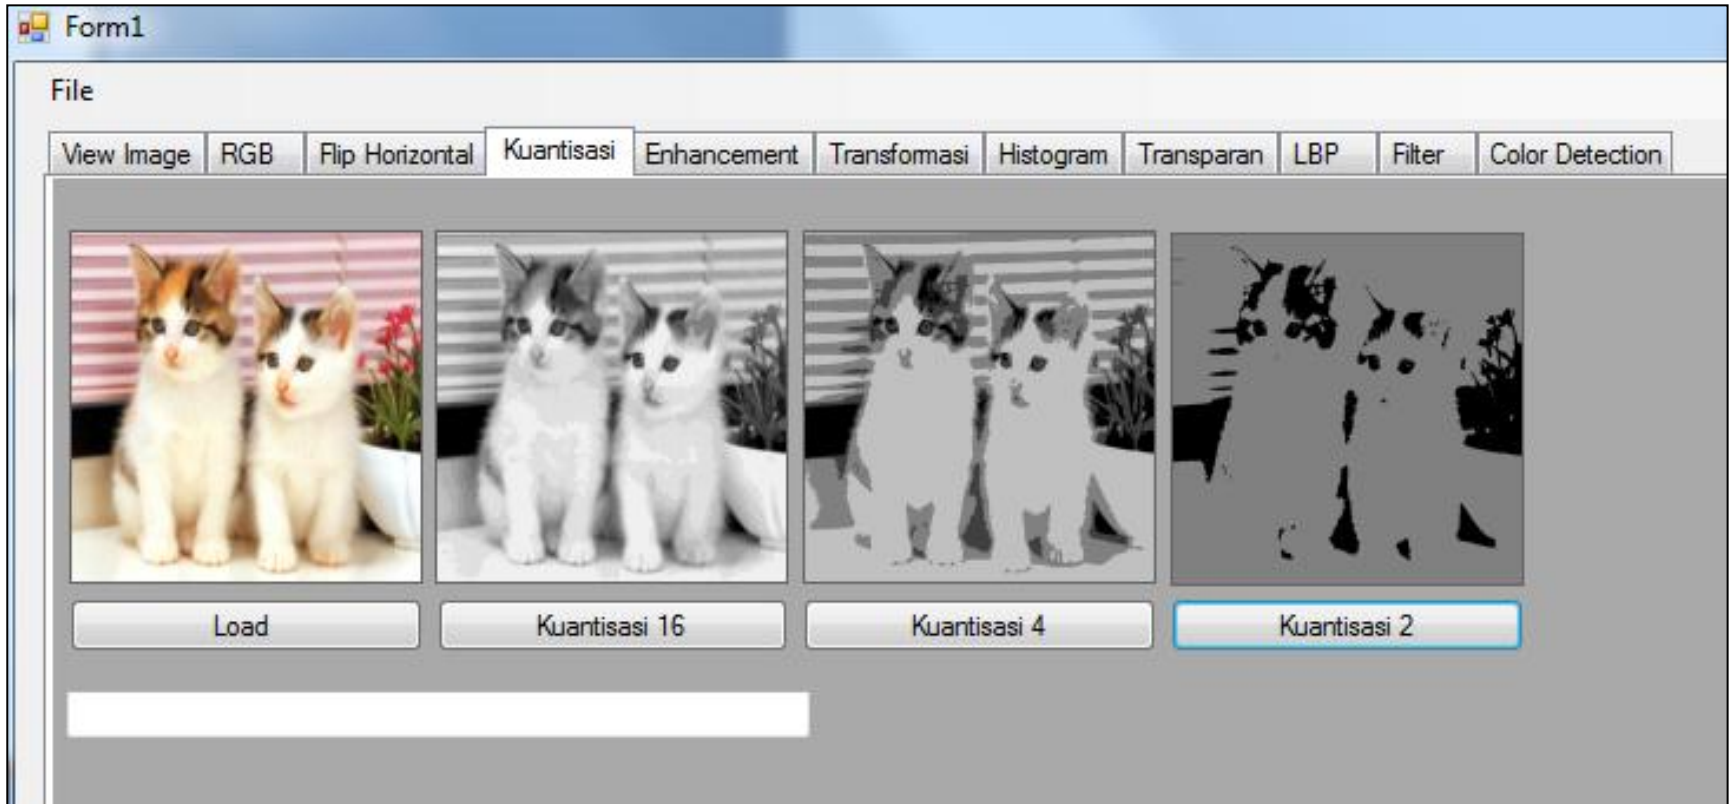 Form1
File
View Image RGB Flip Horizontal Kuantisasi Enhancement Transformasi Histogram Transparan LBP Filter Color Detection
Load Kuantisasi 16 Kuantisasi 4 Kuantisasi 2